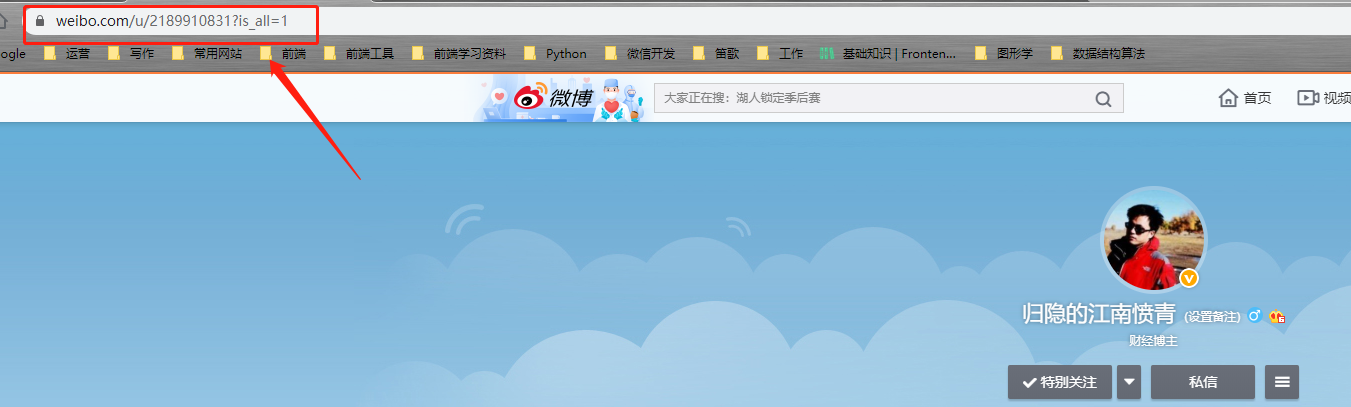 weibo.com/u/2189910831?is_all=1
ogle 运营 写作 常用网站 前端 前端工具 前端学习资料 Python 微信开发 笛歌 工作 基础知识 | Fronten... 图形学 数据结构算法
微博 大家正在搜：湖人锁定季后赛 首页 视频
归隐的江南愤青 (设置备注)
财经博主
特别关注 私信